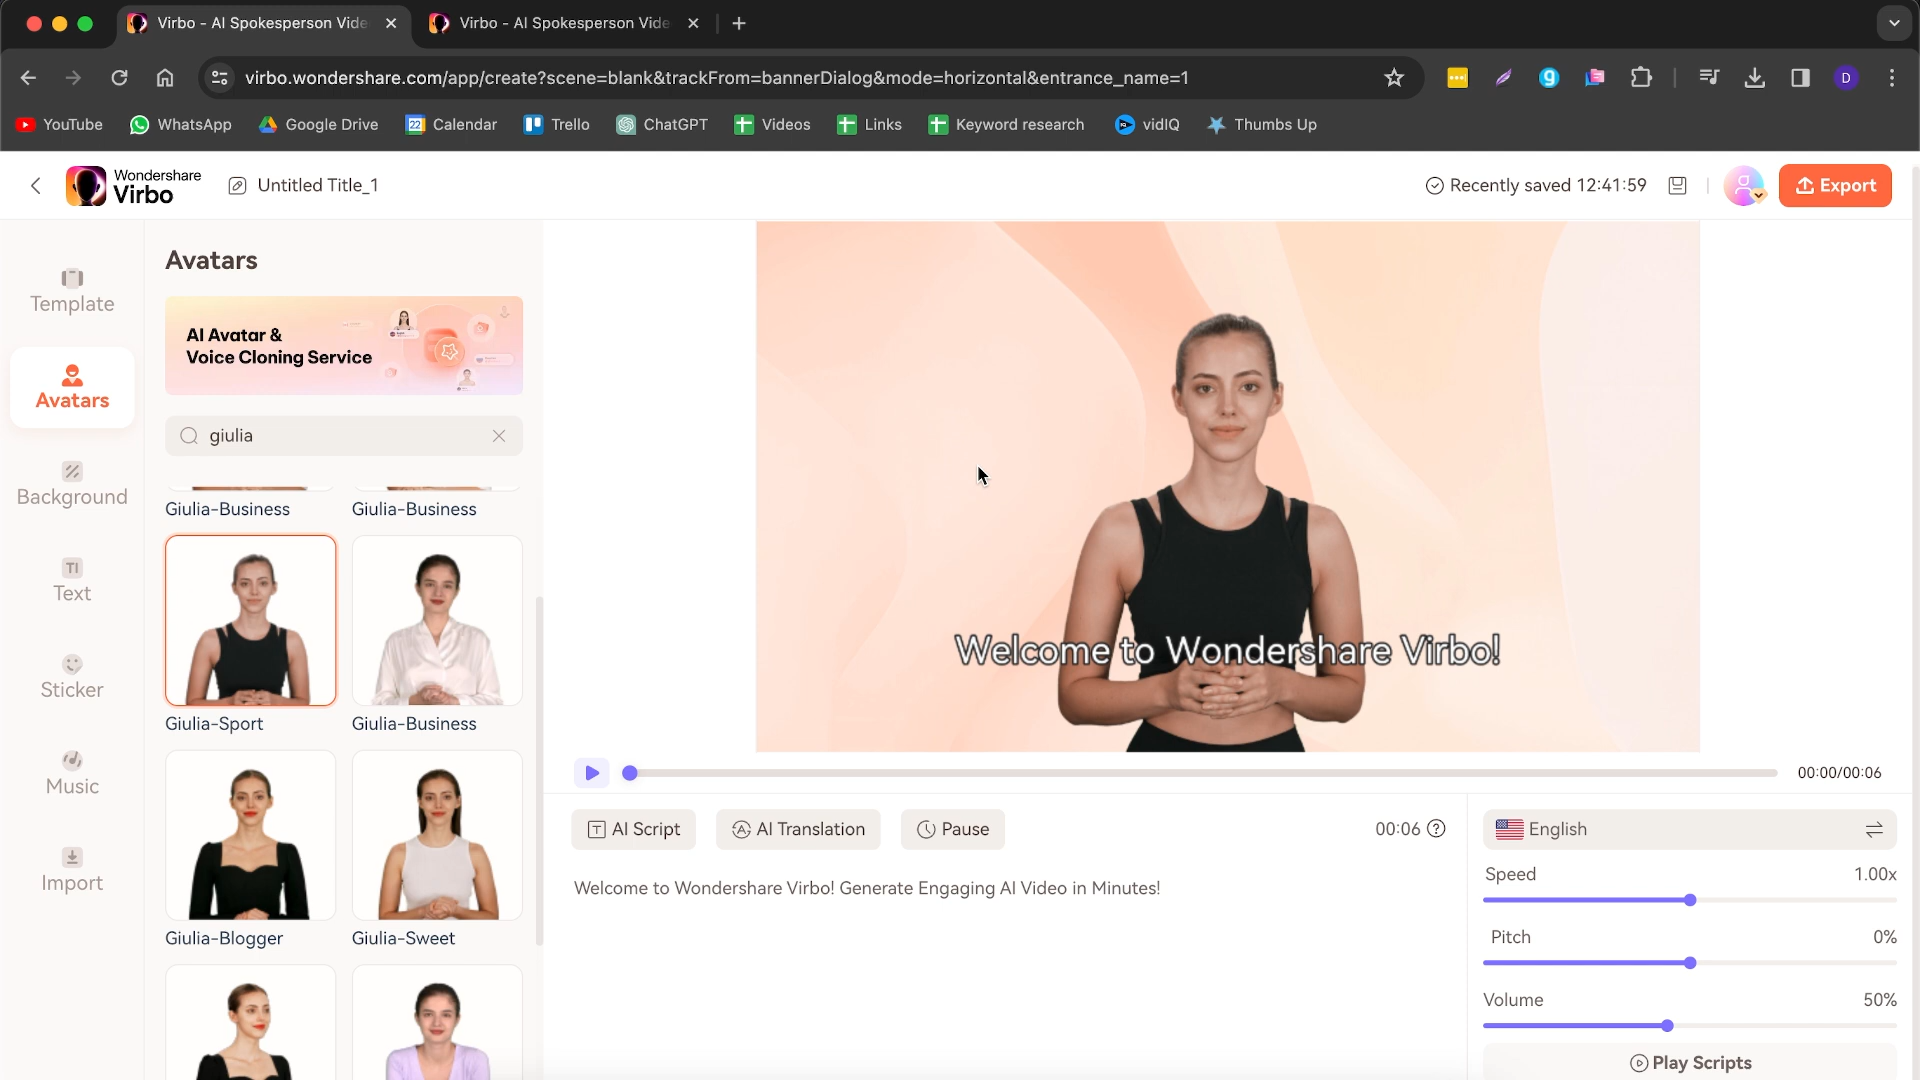 Virbo - AI Spokesperson Vide
Virbo - AI Spokesperson Vide
virbo.wondershare.com/app/create?scene=blank&trackFrom=bannerDialog&mode=horizontal&entrance_name=1
D
YouTube
WhatsApp
Google Drive
22
Calendar
Trello
ChatGPT
Videos
Links
Keyword research
vidIQ
Thumbs Up
Wondershare
Virbo
Untitled Title_1
Recently saved 12:41:59
Export
Template
Avatars
Background
Text
Sticker
Music
Import
Avatars
AI Avatar &
Voice Cloning Service
giulia
Giulia-Business
Giulia-Business
Giulia-Sport
Giulia-Business
Giulia-Blogger
Giulia-Sweet
Welcome to Wondershare Virbo!
00:00/00:06
AI Script
AI Translation
Pause
00:06
Welcome to Wondershare Virbo! Generate Engaging AI Video in Minutes!
English
Speed
1.00x
Pitch
0%
Volume
50%
Play Scripts